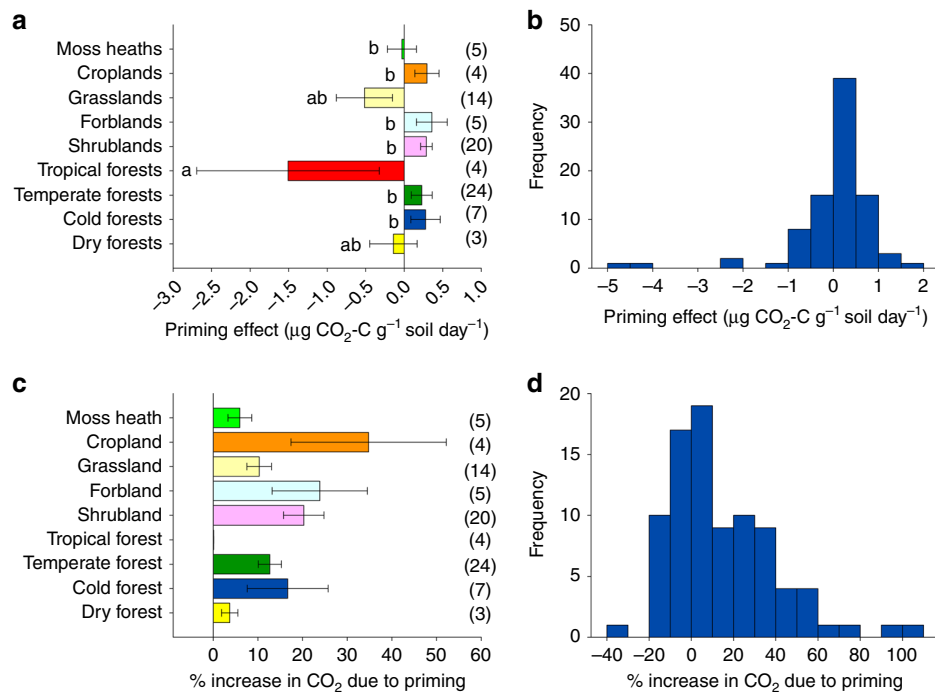 a
Moss heaths b (5)
Croplands b (4)
Grasslands ab (14)
Forblands b (5)
Shrublands b (20)
Tropical forests a (4)
Temperate forests b (24)
Cold forests b (7)
Dry forests ab (3)
−3.0 −2.5 −2.0 −1.5 −1.0 −0.5 0.0 0.5 1.0
Priming effect (μg CO₂-C g⁻¹ soil day⁻¹)
b
Frequency
50
40
30
20
10
0
−5 −4 −3 −2 −1 0 1 2
Priming effect (μg CO₂-C g⁻¹ soil day⁻¹)
c
Moss heath (5)
Cropland (4)
Grassland (14)
Forbland (5)
Shrubland (20)
Tropical forest (4)
Temperate forest (24)
Cold forest (7)
Dry forest (3)
0 10 20 30 40 50 60
% increase in CO₂ due to priming
d
Frequency
20
15
10
5
0
−40 −20 0 20 40 60 80 100
% increase in CO₂ due to priming